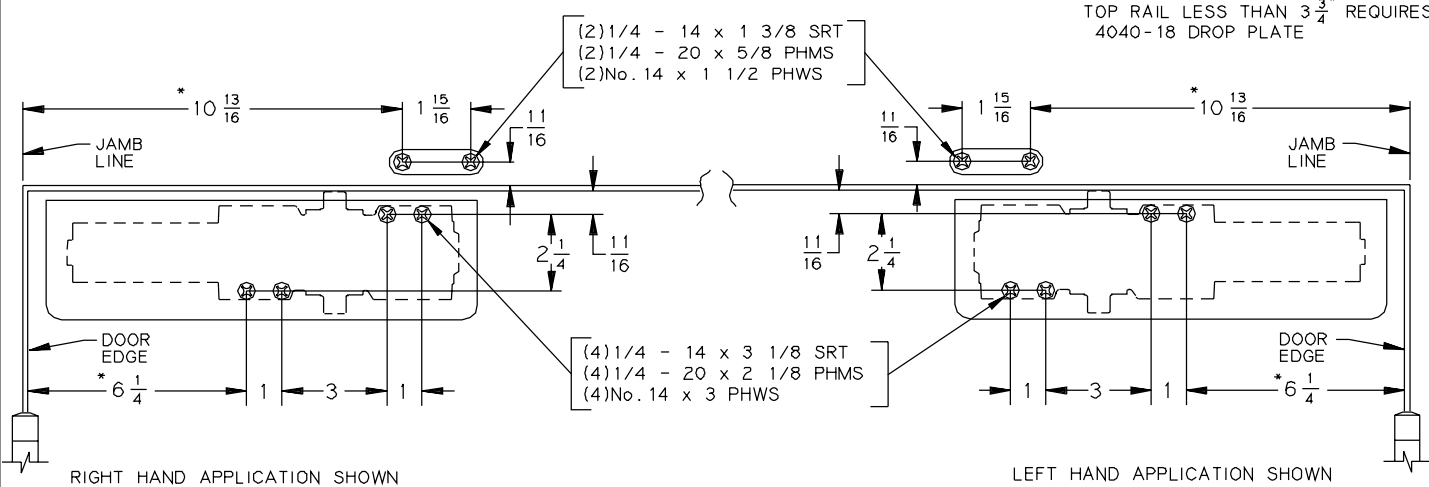 TOP RAIL LESS THAN 3 3/4" REQUIRES
4040-18 DROP PLATE
(2)1/4 - 14 x 1 3/8 SRT
(2)1/4 - 20 x 5/8 PHMS
(2)No.14 x 1 1/2 PHWS
* 10 13/16
1 15/16
11/16
11/16
1 15/16
* 10 13/16
JAMB
LINE
JAMB
LINE
2 1/4
11/16
11/16
2 1/4
DOOR
EDGE
DOOR
EDGE
(4)1/4 - 14 x 3 1/8 SRT
(4)1/4 - 20 x 2 1/8 PHMS
(4)No.14 x 3 PHWS
* 6 1/4
1
3
1
1
3
1
* 6 1/4
RIGHT HAND APPLICATION SHOWN
LEFT HAND APPLICATION SHOWN